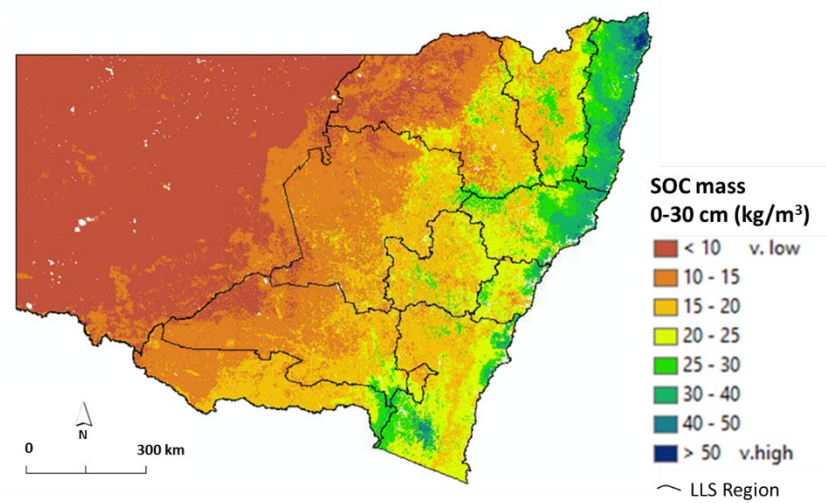 SOC mass
0-30 cm (kg/m³)
< 10 v. low
10 - 15
15 - 20
20 - 25
25 - 30
30 - 40
40 - 50
> 50 v.high
LLS Region
N
0 300 km